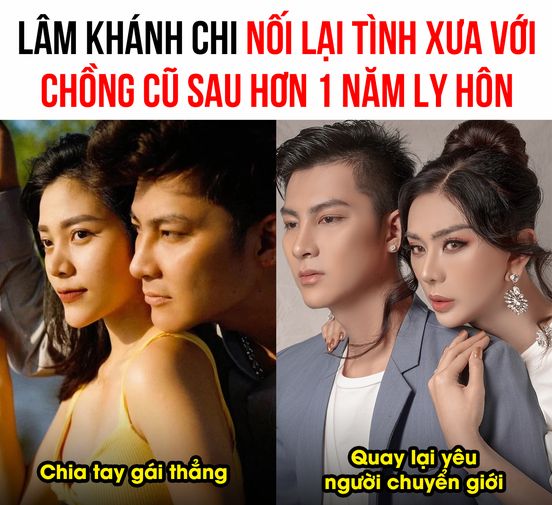 LÂM KHÁNH CHI NỐI LẠI TÌNH XƯA VỚI
CHỒNG CŨ SAU HƠN 1 NĂM LY HÔN
Chia tay gái thẳng
Quay lại yêu
người chuyển giới